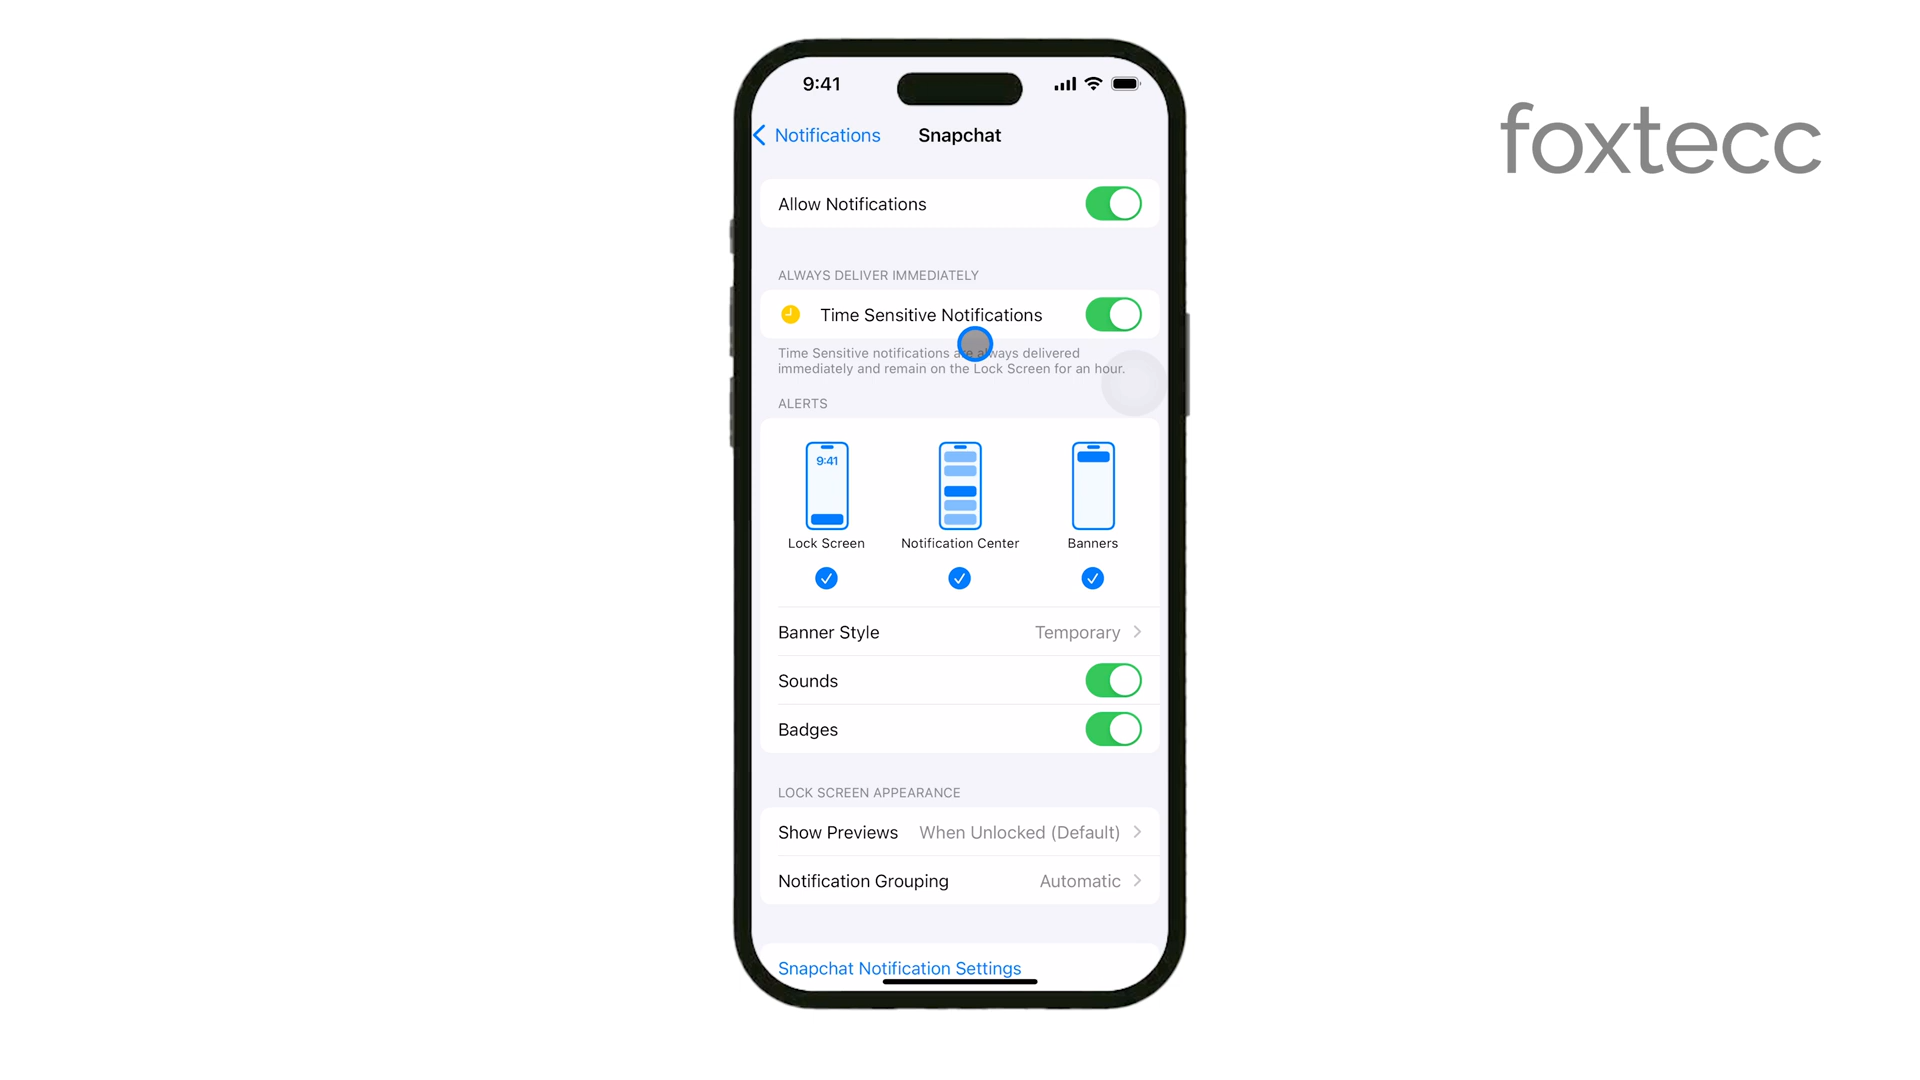 foxtecc
9:41
Notifications
Snapchat
Allow Notifications
ALWAYS DELIVER IMMEDIATELY
Time Sensitive Notifications
Time Sensitive notifications are always delivered
immediately and remain on the Lock Screen for an hour.
ALERTS
9:41
Lock Screen
Notification Center
Banners
Banner Style
Temporary
Sounds
Badges
LOCK SCREEN APPEARANCE
Show Previews
When Unlocked (Default)
Notification Grouping
Automatic
Snapchat Notification Settings